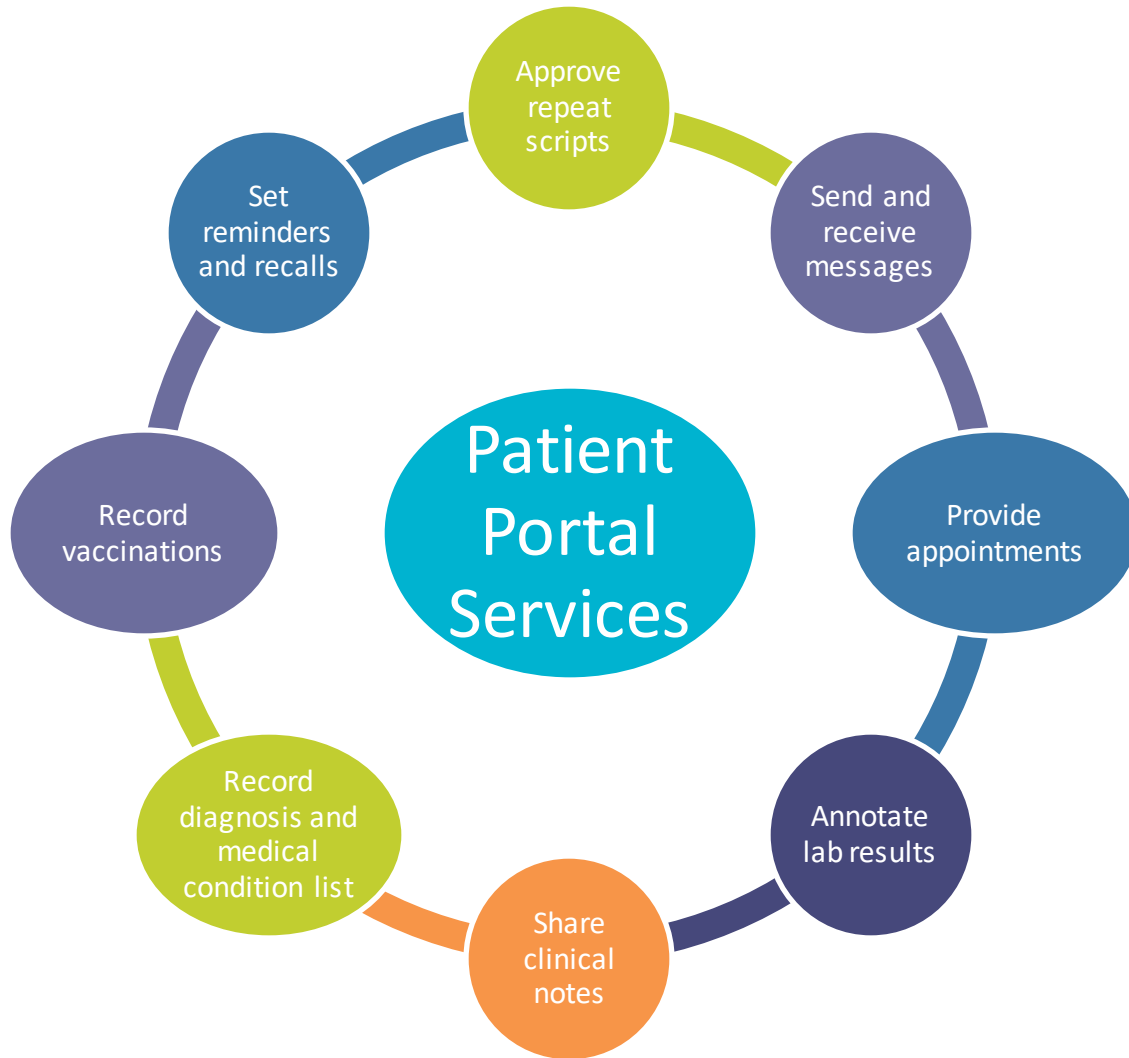 Approve
repeat
scripts
Send and
receive
messages
Provide
appointments
Annotate
lab results
Share
clinical
notes
Record
diagnosis and
medical
condition list
Record
vaccinations
Set
reminders
and recalls
Patient
Portal
Services